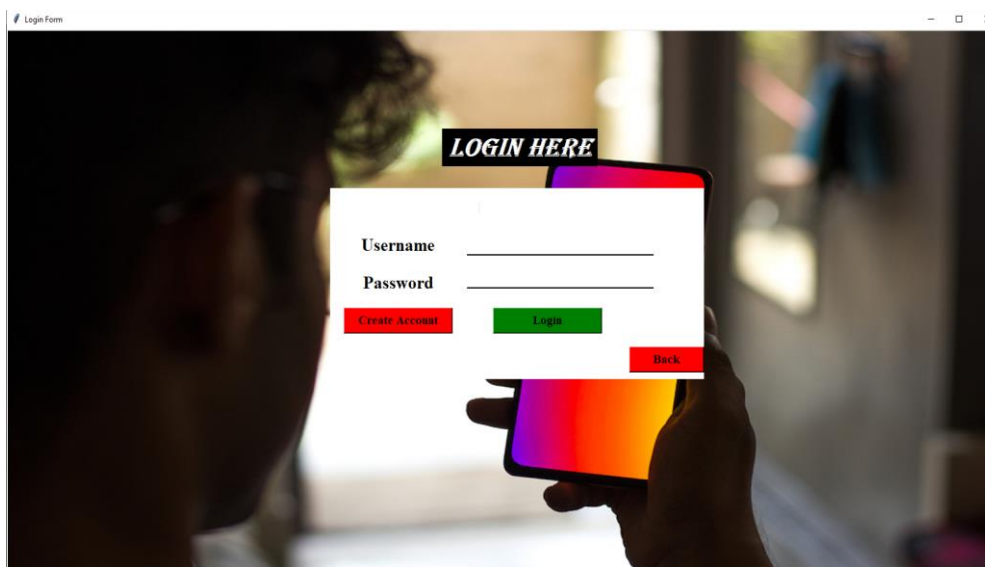 Login Form
LOGIN HERE
Username
Password
Create Account
Login
Back